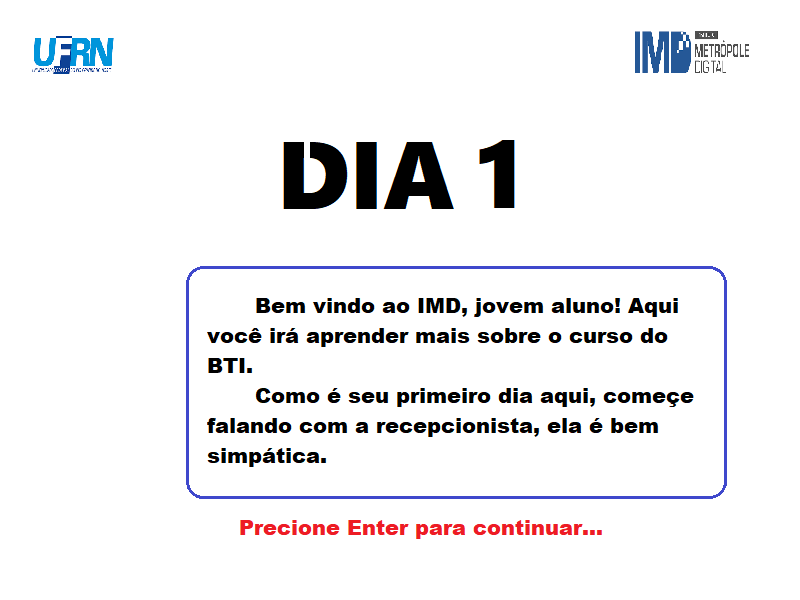 UFRN
IMD
METRÓPOLE
DIGITAL
DIA 1
Bem vindo ao IMD, jovem aluno! Aqui
você irá aprender mais sobre o curso do
BTI.
Como é seu primeiro dia aqui, começe
falando com a recepcionista, ela é bem
simpática.
Precione Enter para continuar...